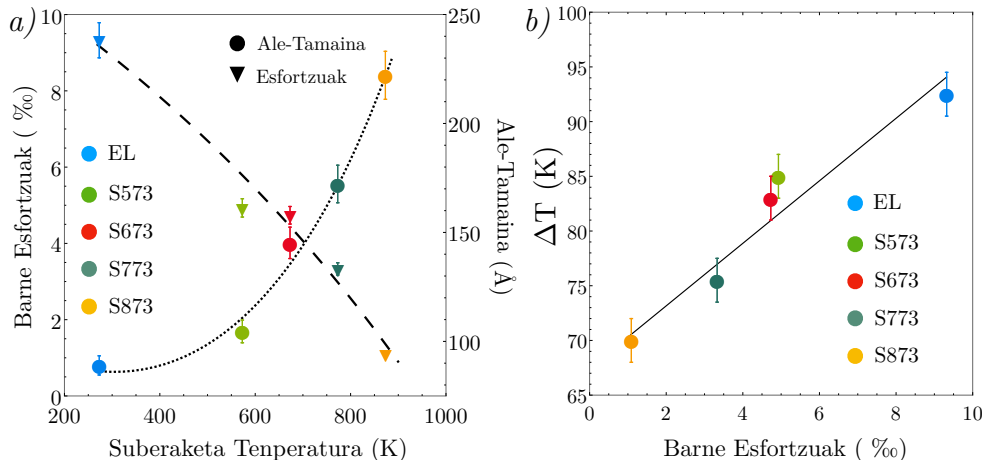 a)
Barne Esfortzuak ( ‰)
10
8
6
4
2
0
Ale-Tamaina
Esfortzuak
EL
S573
S673
S773
S873
250
200
150
100
Ale-Tamaina (Å)
200 400 600 800 1000
Suberaketa Tenperatura (K)
b)
ΔT (K)
100
95
90
85
80
75
70
65
EL
S573
S673
S773
S873
0 2 4 6 8 10
Barne Esfortzuak ( ‰)